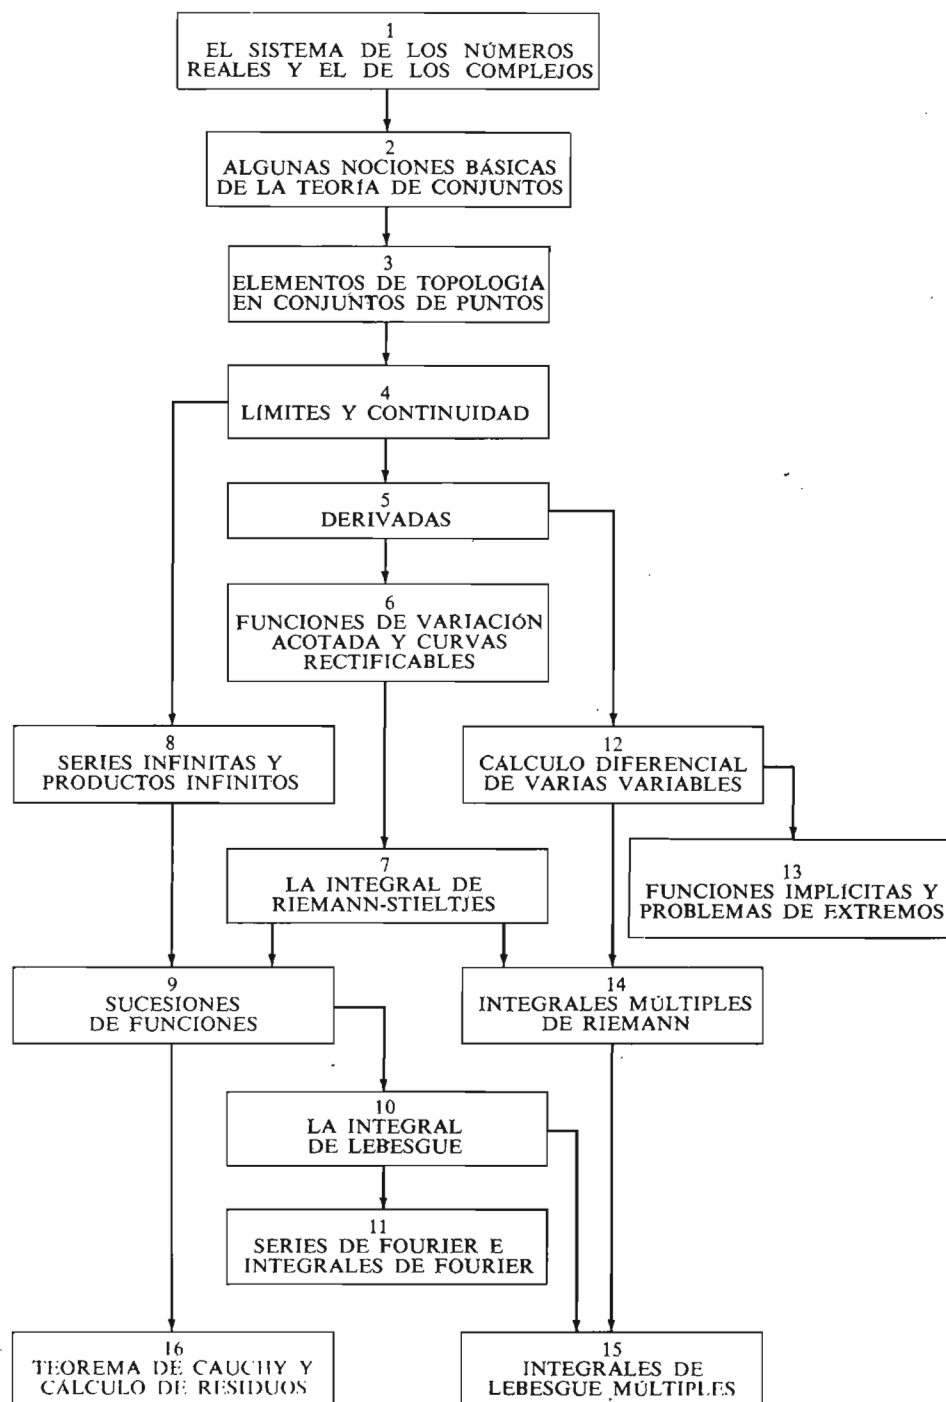 1
EL SISTEMA DE LOS NÚMEROS
REALES Y EL DE LOS COMPLEJOS
2
ALGUNAS NOCIONES BÁSICAS
DE LA TEORÍA DE CONJUNTOS
3
ELEMENTOS DE TOPOLOGÍA
EN CONJUNTOS DE PUNTOS
4
LÍMITES Y CONTINUIDAD
5
DERIVADAS
6
FUNCIONES DE VARIACIÓN
ACOTADA Y CURVAS
RECTIFICABLES
8
SERIES INFINITAS Y
PRODUCTOS INFINITOS
12
CÁLCULO DIFERENCIAL
DE VARIAS VARIABLES
7
LA INTEGRAL DE
RIEMANN-STIELTJES
13
FUNCIONES IMPLÍCITAS Y
PROBLEMAS DE EXTREMOS
9
SUCESIONES
DE FUNCIONES
14
INTEGRALES MÚLTIPLES
DE RIEMANN
10
LA INTEGRAL
DE LEBESGUE
11
SERIES DE FOURIER E
INTEGRALES DE FOURIER
16
TEOREMA DE CAUCHY Y
CÁLCULO DE RESIDUOS
15
INTEGRALES DE
LEBESGUE MÚLTIPLES